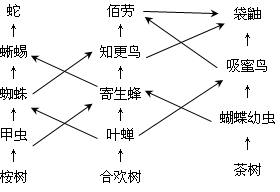 蛇 佰劳 袋鼬
蜥蜴 知更鸟 吸蜜鸟
蜘蛛 寄生蜂 蝴蝶幼虫
甲虫 叶蝉
桉树 合欢树 茶树